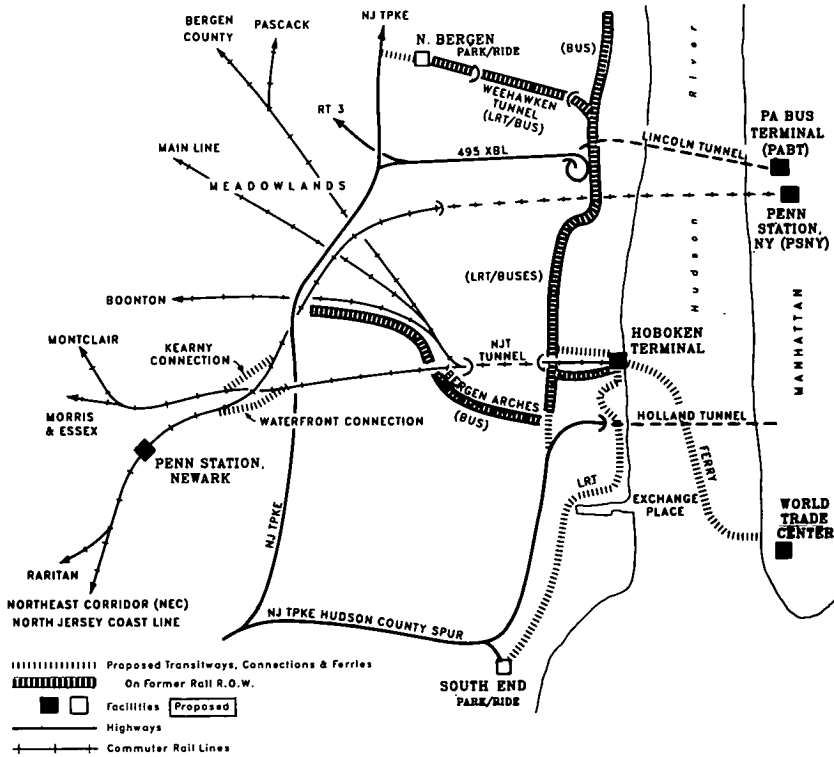 BERGEN
COUNTY
PASCACK
NJ TPKE
N. BERGEN
PARK/RIDE
(BUS)
River
WEEHAWKEN
TUNNEL
(LRT/BUS)
PA BUS
TERMINAL
(PABT)
RT 3
495 XBL
LINCOLN TUNNEL
MAIN LINE
MEADOWLANDS
PENN
STATION,
NY (PSNY)
Hudson
(LRT/BUSES)
BOONTON
MANHATTAN
MONTCLAIR
KEARNY
CONNECTION
NJT
TUNNEL
HOBOKEN
TERMINAL
BERGEN ARCHES
(BUS)
MORRIS
& ESSEX
WATERFRONT CONNECTION
HOLLAND TUNNEL
PENN STATION,
NEWARK
FERRY
LRT
EXCHANGE
PLACE
WORLD
TRADE
CENTER
NJ TPKE
RARITAN
NORTHEAST CORRIDOR (NEC)
NORTH JERSEY COAST LINE
NJ TPKE HUDSON COUNTY SPUR
SOUTH END
PARK/RIDE
Proposed Transitways, Connections & Ferries
On Former Rail R.O.W.
Facilities Proposed
Highways
Commuter Rail Lines